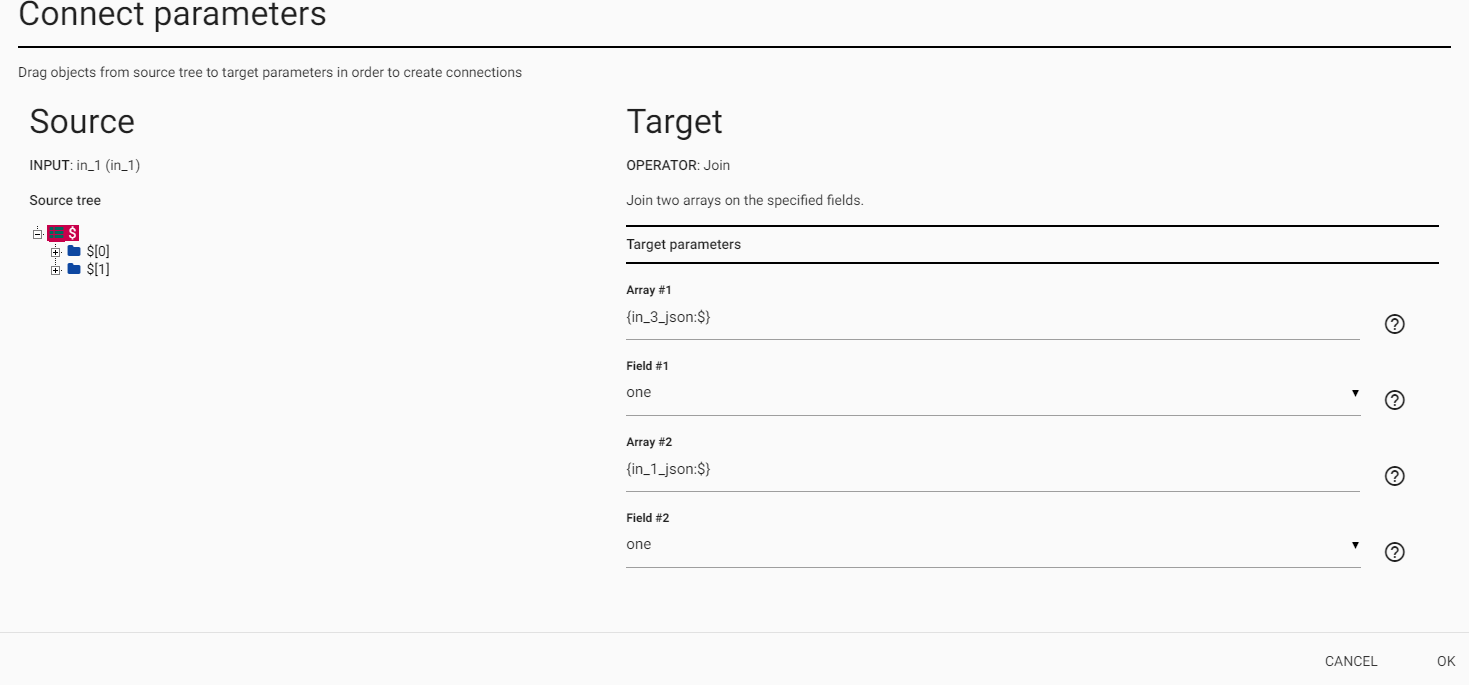 Connect parameters
Drag objects from source tree to target parameters in order to create connections
Source
INPUT: in_1 (in_1)
Source tree
$
$[0]
$[1]
Target
OPERATOR: Join
Join two arrays on the specified fields.
Target parameters
Array #1
{in_3_json:$}
Field #1
one
Array #2
{in_1_json:$}
Field #2
one
CANCEL
OK